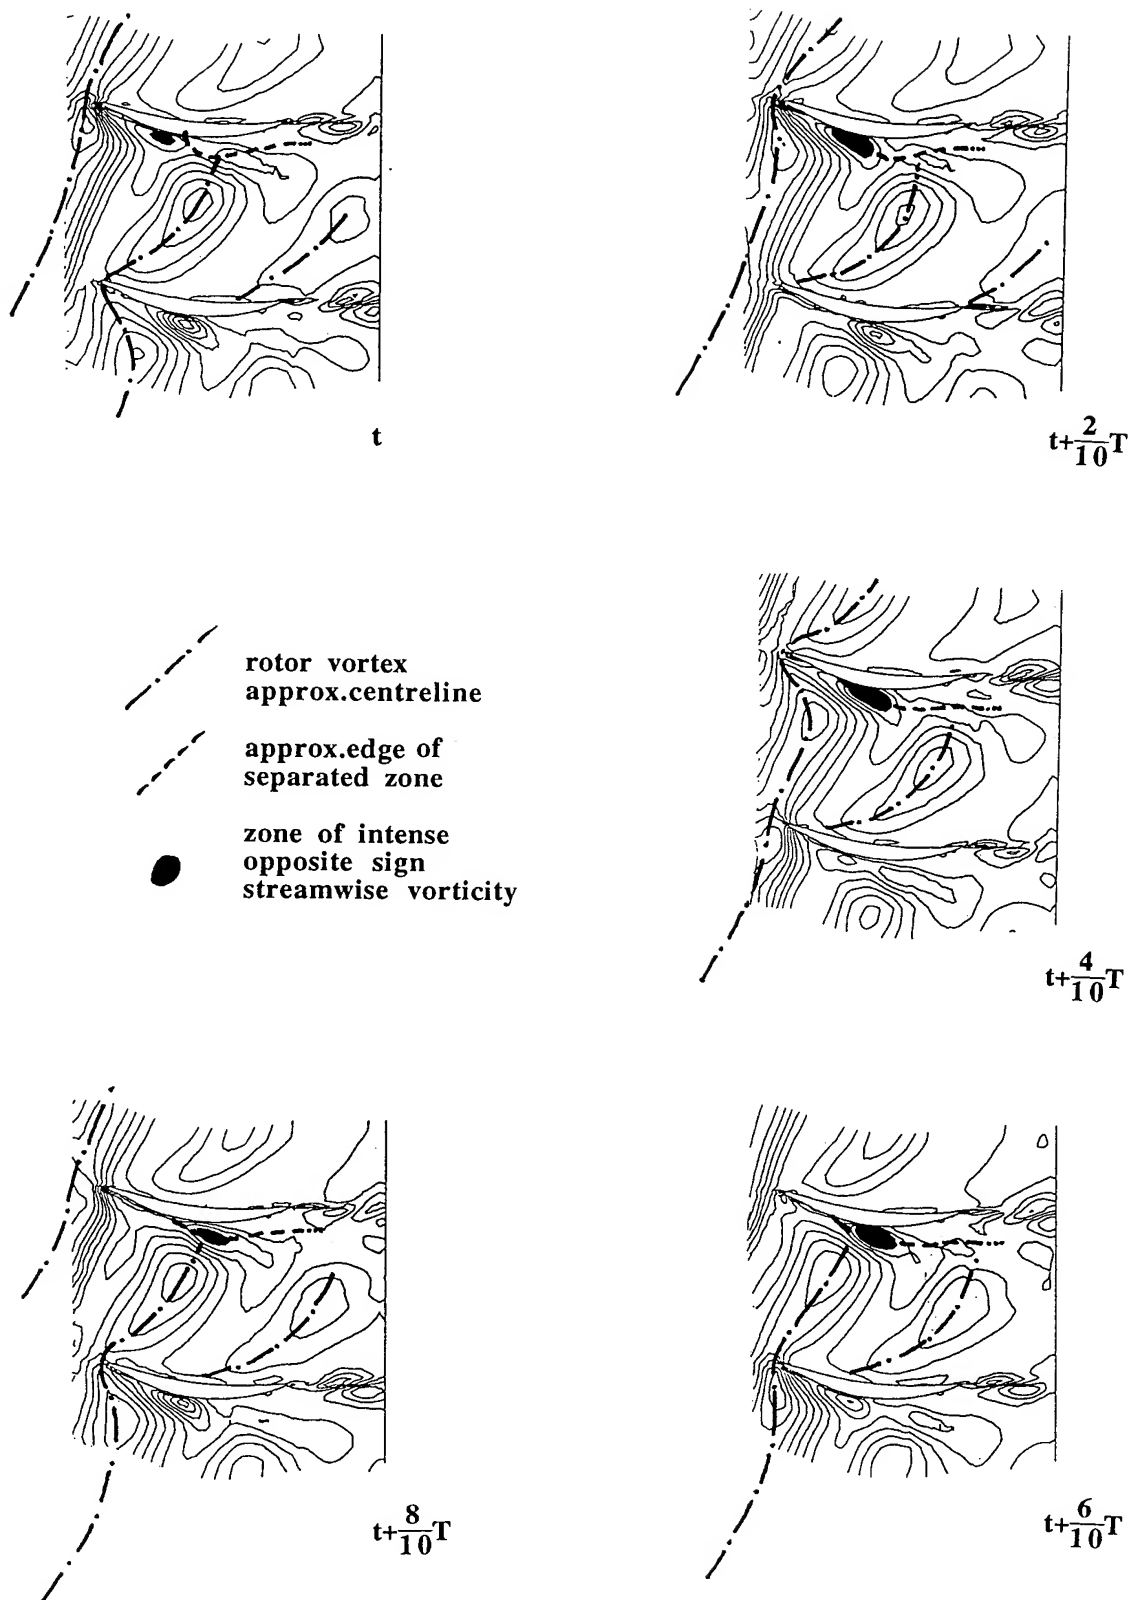 t
t+2/10T
rotor vortex
approx.centreline
approx.edge of
separated zone
zone of intense
opposite sign
streamwise vorticity
t+4/10T
t+8/10T
t+6/10T